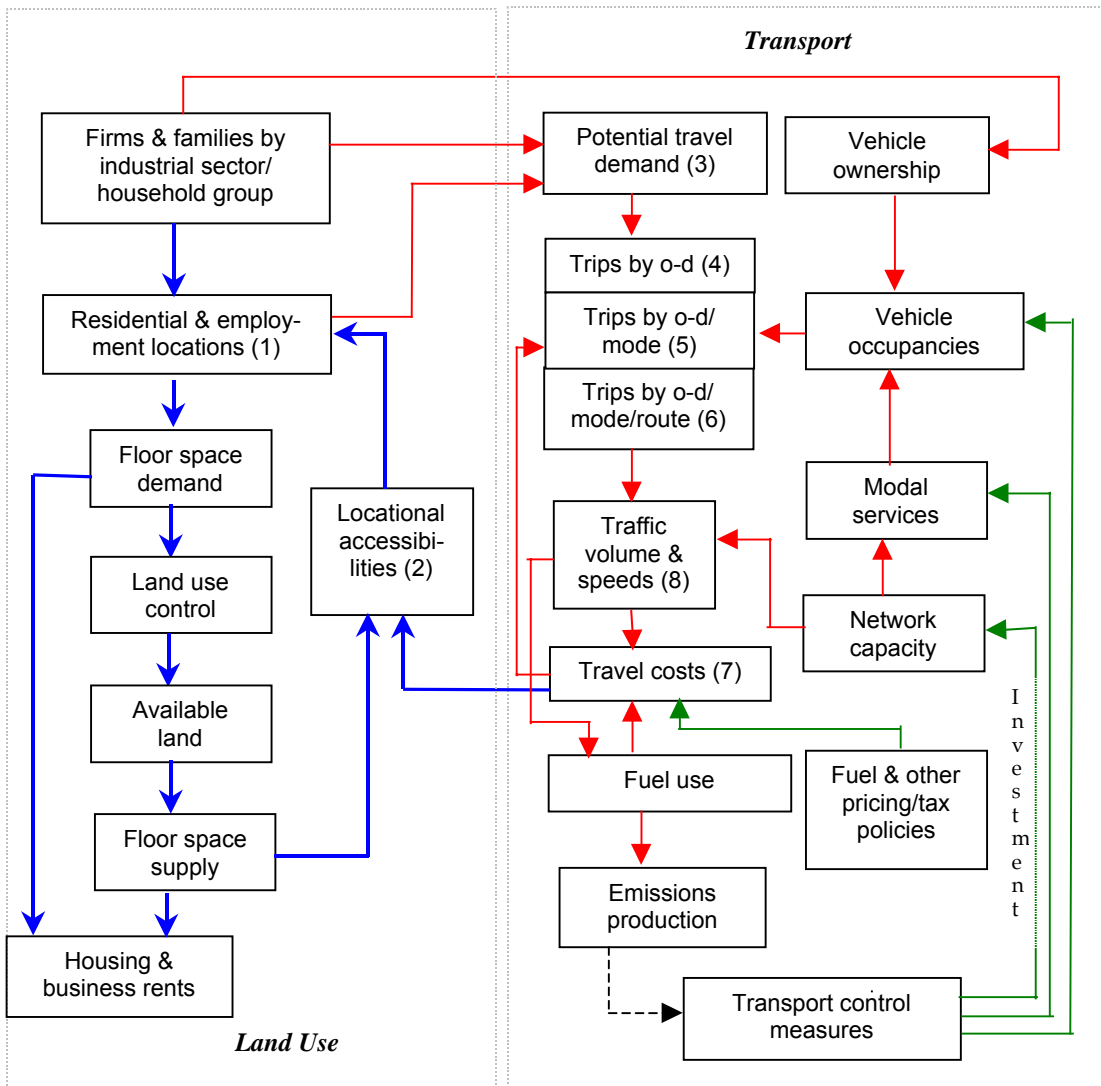 Transport
Firms & families by
industrial sector/
household group
Potential travel
demand (3)
Vehicle
ownership
Trips by o-d (4)
Residential & employ-
ment locations (1)
Trips by o-d/
mode (5)
Vehicle
occupancies
Trips by o-d/
mode/route (6)
Floor space
demand
Locational
accessibi-
lities (2)
Modal
services
Traffic
volume &
speeds (8)
Land use
control
Network
capacity
Travel costs (7)
Available
land
Investment
Fuel use
Fuel & other
pricing/tax
policies
Floor space
supply
Emissions
production
Housing &
business rents
Transport control
measures
Land Use